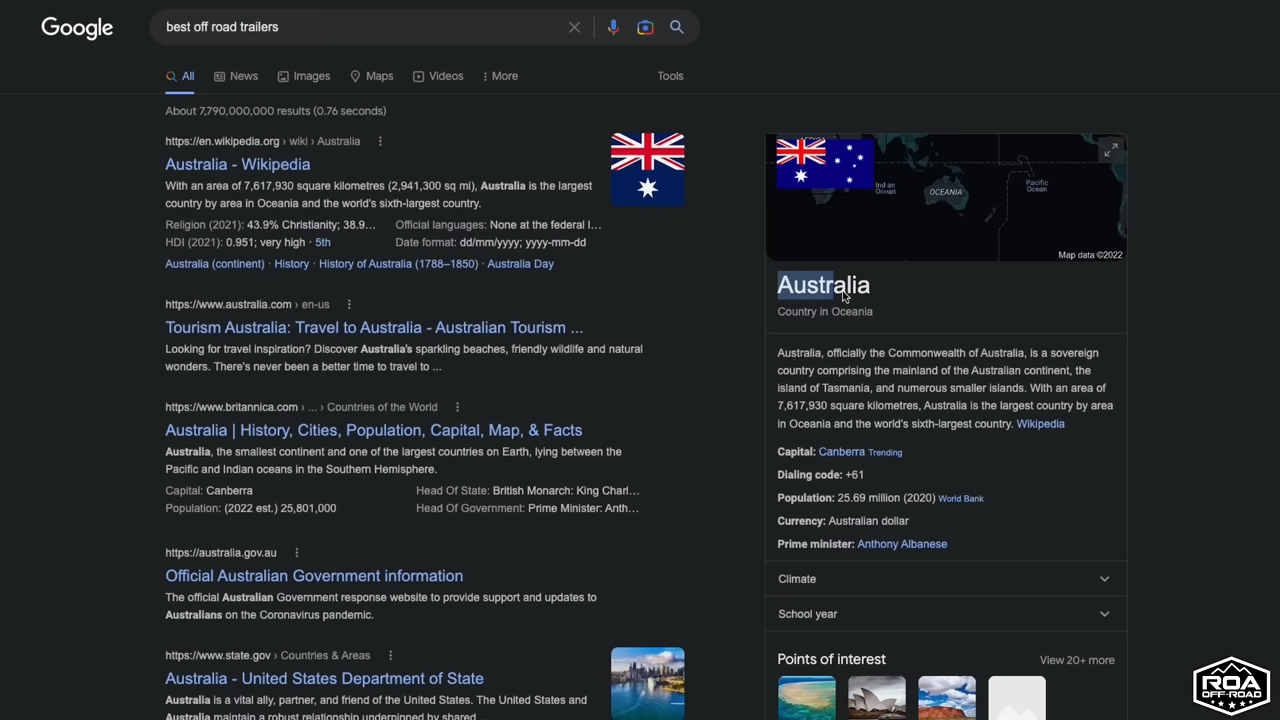 Google
best off road trailers
All
News
Images
Maps
Videos
More
Tools
About 7,790,000,000 results (0.76 seconds)
https://en.wikipedia.org › wiki › Australia
Australia - Wikipedia
With an area of 7,617,930 square kilometres (2,941,300 sq mi), Australia is the largest
country by area in Oceania and the world's sixth-largest country.
Religion (2021): 43.9% Christianity; 38.9...
Official languages: None at the federal l...
HDI (2021): 0.951; very high · 5th
Date format: dd/mm/yyyy; yyyy-mm-dd
Australia (continent) · History · History of Australia (1788–1850) · Australia Day
https://www.australia.com › en-us
Tourism Australia: Travel to Australia - Australian Tourism ...
Looking for travel inspiration? Discover Australia's sparkling beaches, friendly wildlife and natural
wonders. There's never been a better time to travel to ...
https://www.britannica.com › ... › Countries of the World
Australia | History, Cities, Population, Capital, Map, & Facts
Australia, the smallest continent and one of the largest countries on Earth, lying between the
Pacific and Indian oceans in the Southern Hemisphere.
Capital: Canberra
Head Of State: British Monarch: King Charl...
Population: (2022 est.) 25,801,000
Head Of Government: Prime Minister: Anth...
https://australia.gov.au
Official Australian Government information
The official Australian Government response website to provide support and updates to
Australians on the Coronavirus pandemic.
https://www.state.gov › Countries & Areas
Australia - United States Department of State
Australia is a vital ally, partner, and friend of the United States. The United States and
Australia maintain a robust relationship underpinned by shared
OCEANIA
Pacific
Ocean
Ocean
Map data ©2022
Australia
Country in Oceania
Australia, officially the Commonwealth of Australia, is a sovereign
country comprising the mainland of the Australian continent, the
island of Tasmania, and numerous smaller islands. With an area of
7,617,930 square kilometres, Australia is the largest country by area
in Oceania and the world's sixth-largest country. Wikipedia
Capital: Canberra Trending
Dialing code: +61
Population: 25.69 million (2020) World Bank
Currency: Australian dollar
Prime minister: Anthony Albanese
Climate
School year
Points of interest
View 20+ more
ROA
OFF-ROAD